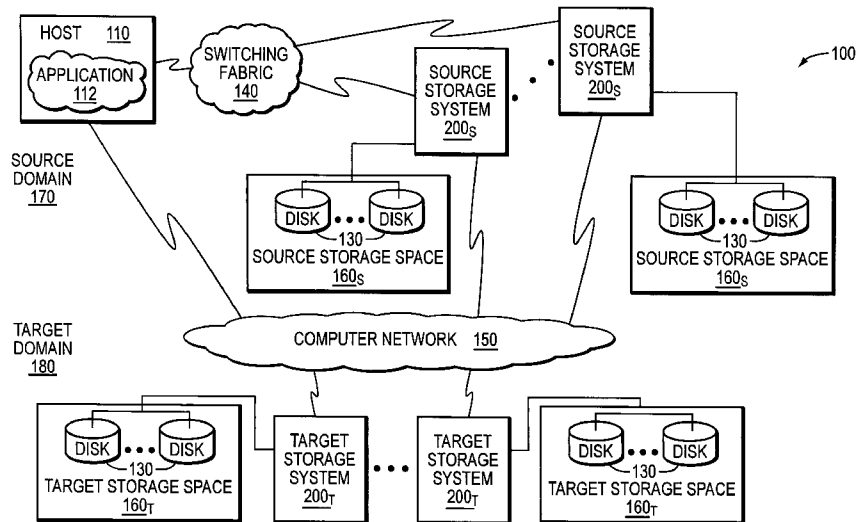 HOST 110
APPLICATION
112
SWITCHING
FABRIC
140
SOURCE
STORAGE
SYSTEM
200S
SOURCE
STORAGE
SYSTEM
200S
100
SOURCE
DOMAIN
170
DISK DISK
130
SOURCE STORAGE SPACE
160S
DISK DISK
130
SOURCE STORAGE SPACE
160S
COMPUTER NETWORK 150
TARGET
DOMAIN
180
DISK DISK
130
TARGET STORAGE SPACE
160T
TARGET
STORAGE
SYSTEM
200T
TARGET
STORAGE
SYSTEM
200T
DISK DISK
130
TARGET STORAGE SPACE
160T